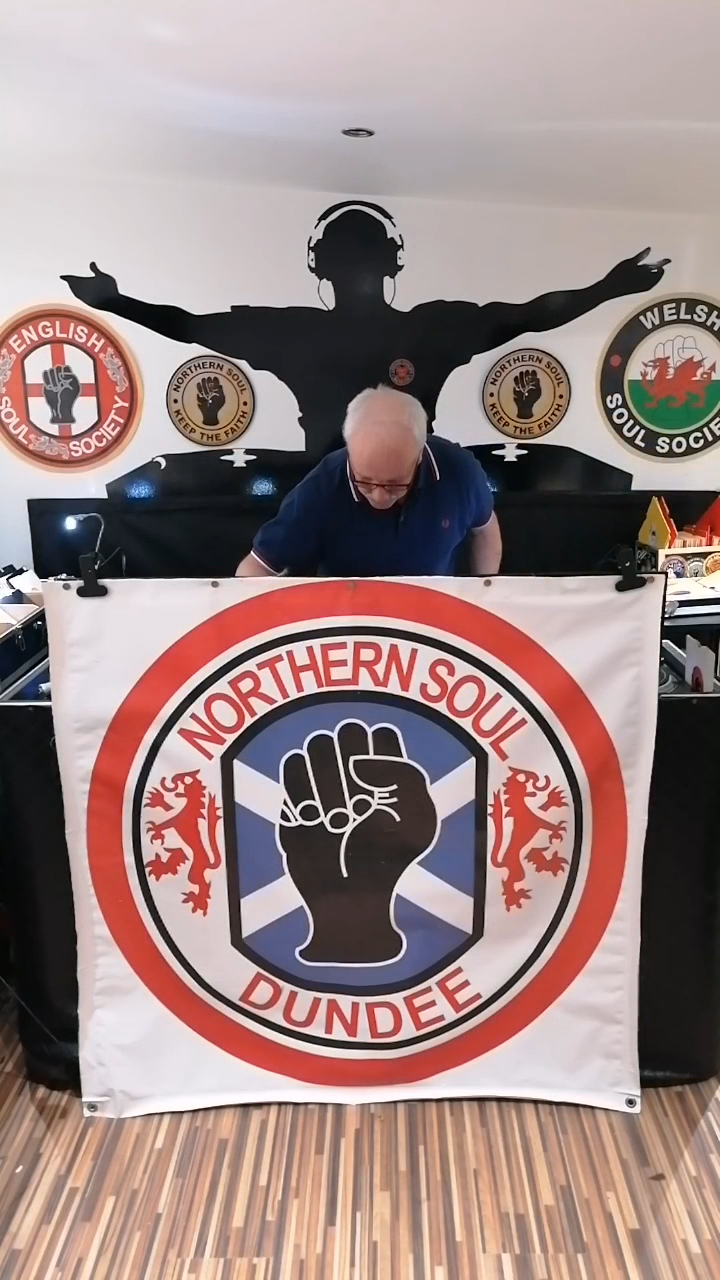 ENGLISH
SOUL SOCIETY
NORTHERN SOUL
KEEP THE FAITH
NORTHERN SOUL
KEEP THE FAITH
WELSH
SOUL SOCIE
NORTHERN SOUL
DUNDEE